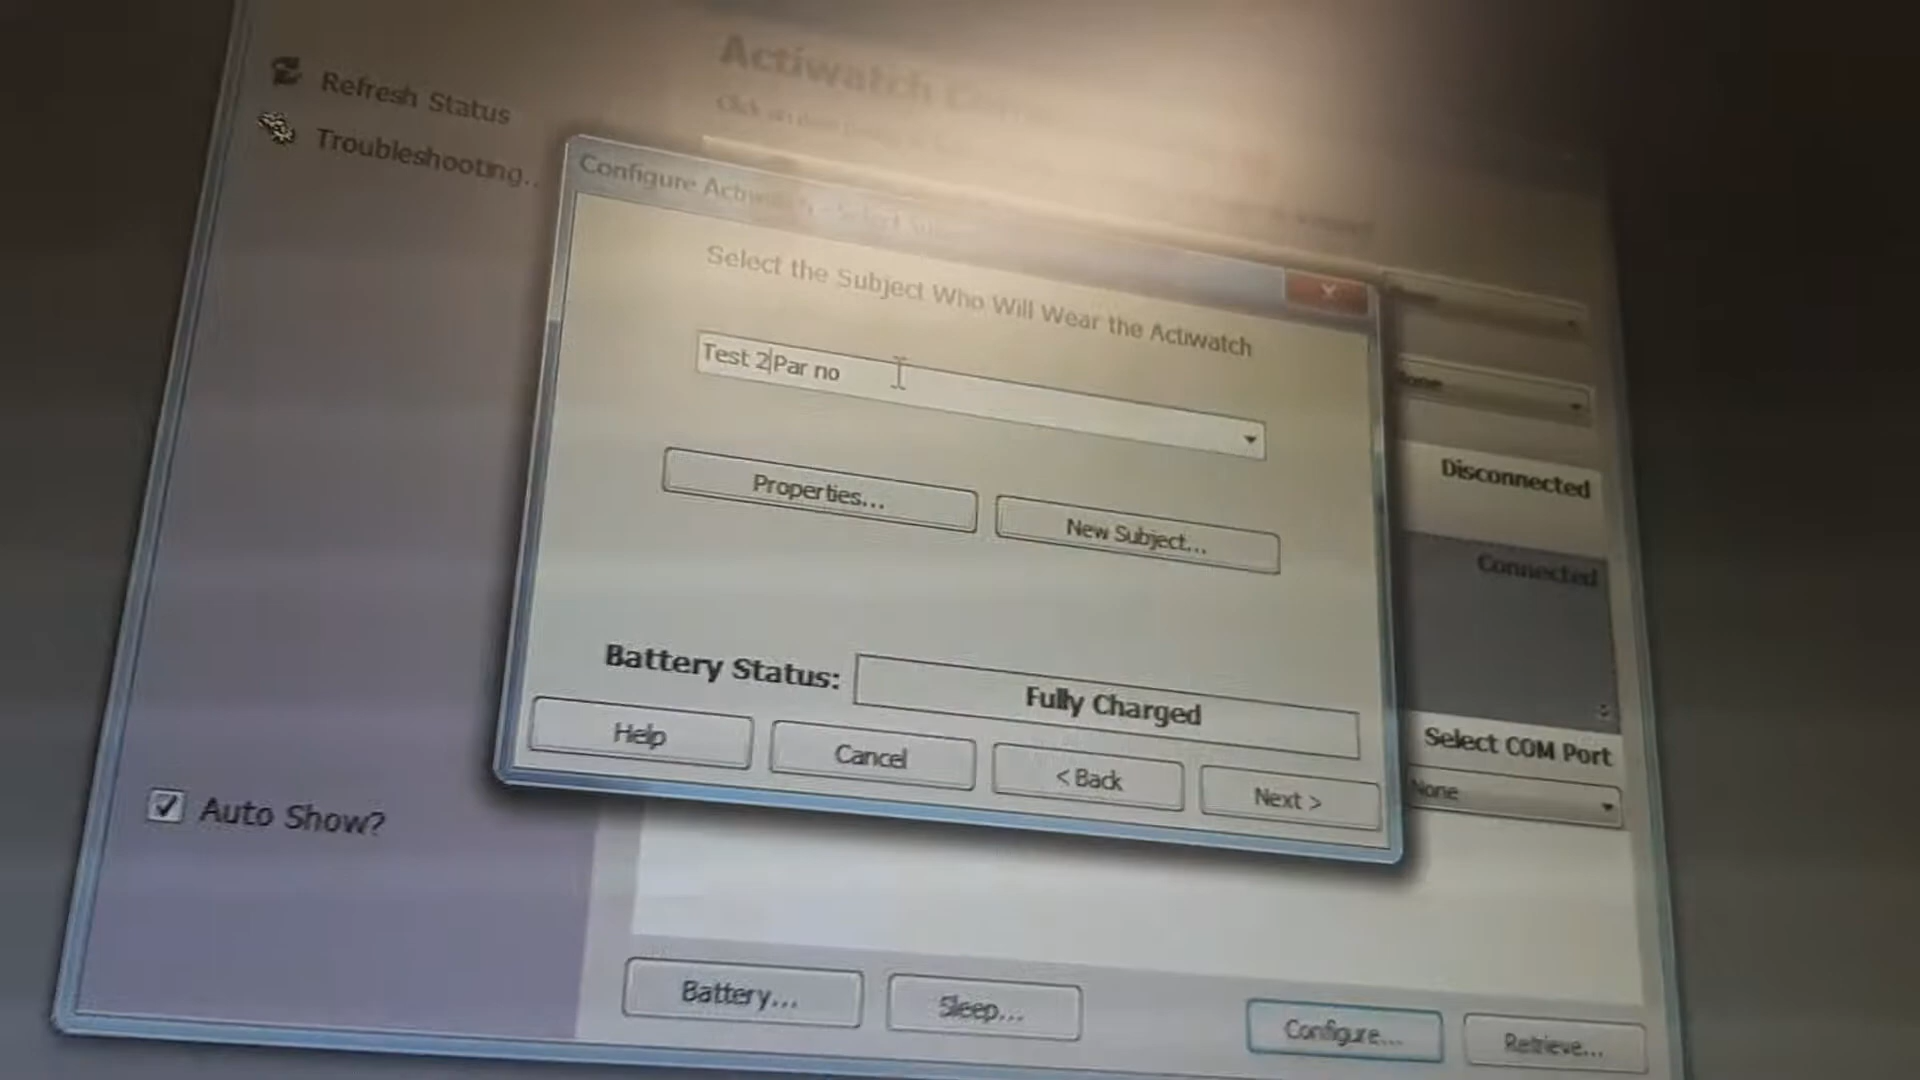 Actiwatch
Refresh Status
Troubleshooting...
Configure
Select the Subject Who Will Wear the Actiwatch
Test 2Par no
Properties...
New Subject...
Disconnected
Connected
Battery Status:
Fully Charged
Help
Cancel
< Back
Next >
Select COM Port
None
Auto Show?
Battery...
Sleep...
Configure...
Retrieve...